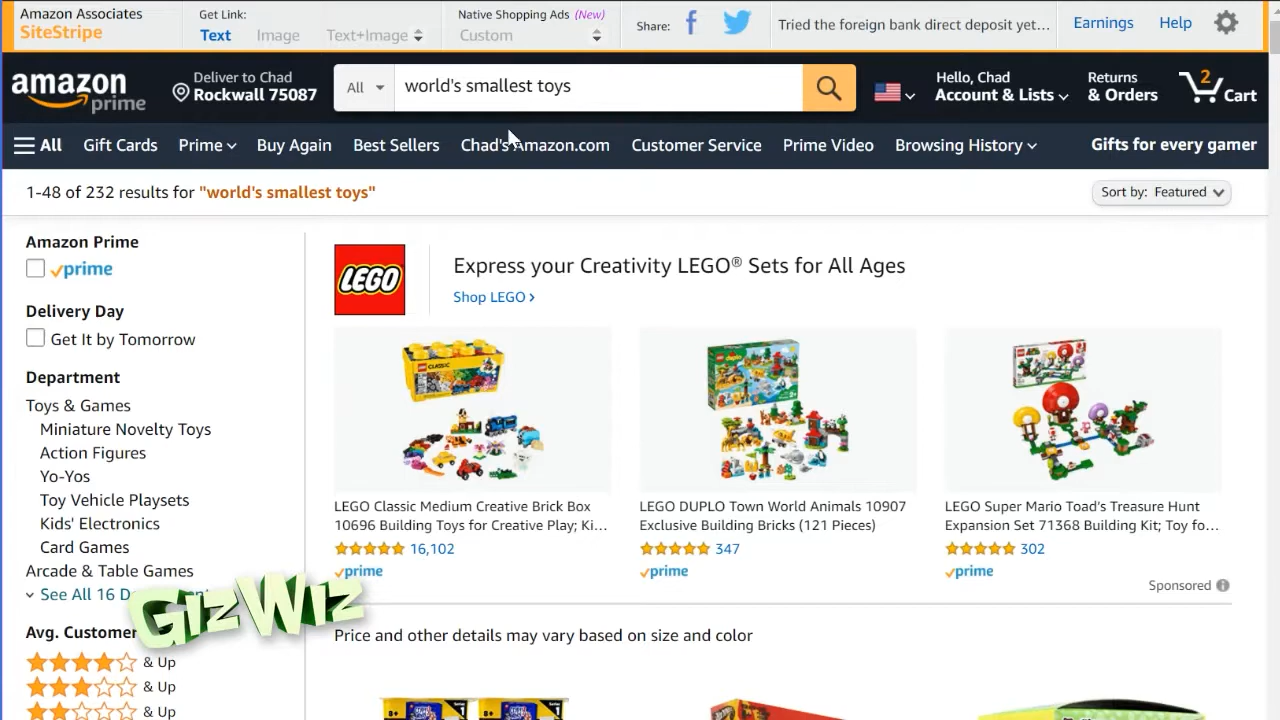 Amazon Associates
SiteStripe
Get Link:
Text
Image
Text+Image
Native Shopping Ads (New)
Custom
Share:
Tried the foreign bank direct deposit yet...
Earnings
Help
amazon
prime
Deliver to Chad
Rockwall 75087
All
world's smallest toys
Hello, Chad
Account & Lists
Returns
& Orders
2
Cart
All
Gift Cards
Prime
Buy Again
Best Sellers
Chad's Amazon.com
Customer Service
Prime Video
Browsing History
Gifts for every gamer
1-48 of 232 results for "world's smallest toys"
Sort by: Featured
Amazon Prime
prime
Delivery Day
Get It by Tomorrow
Department
Toys & Games
Miniature Novelty Toys
Action Figures
Yo-Yos
Toy Vehicle Playsets
Kids' Electronics
Card Games
Arcade & Table Games
See All 16
Avg. Customer
& Up
& Up
& Up
GizWiz
LEGO
Express your Creativity LEGO® Sets for All Ages
Shop LEGO ›
LEGO Classic Medium Creative Brick Box
10696 Building Toys for Creative Play; Ki...
16,102
prime
LEGO DUPLO Town World Animals 10907
Exclusive Building Bricks (121 Pieces)
347
prime
LEGO Super Mario Toad's Treasure Hunt
Expansion Set 71368 Building Kit; Toy fo...
302
prime
Sponsored
Price and other details may vary based on size and color